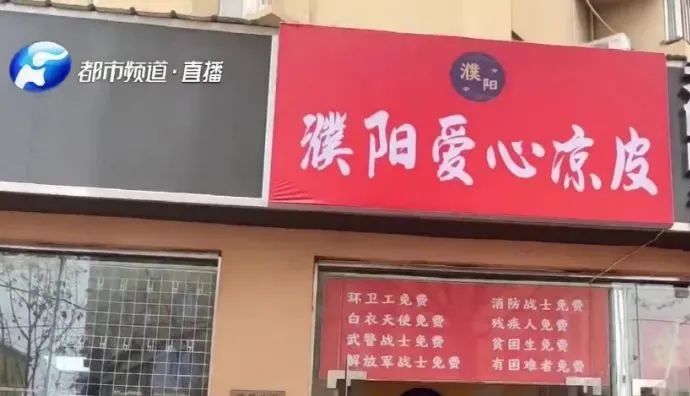 都市频道·直播
濮阳
濮阳爱心凉皮
环卫工免费
消防战士免费
白衣天使免费
残疾人免费
武警战士免费
贫困生免费
解放军战士免费
有困难者免费